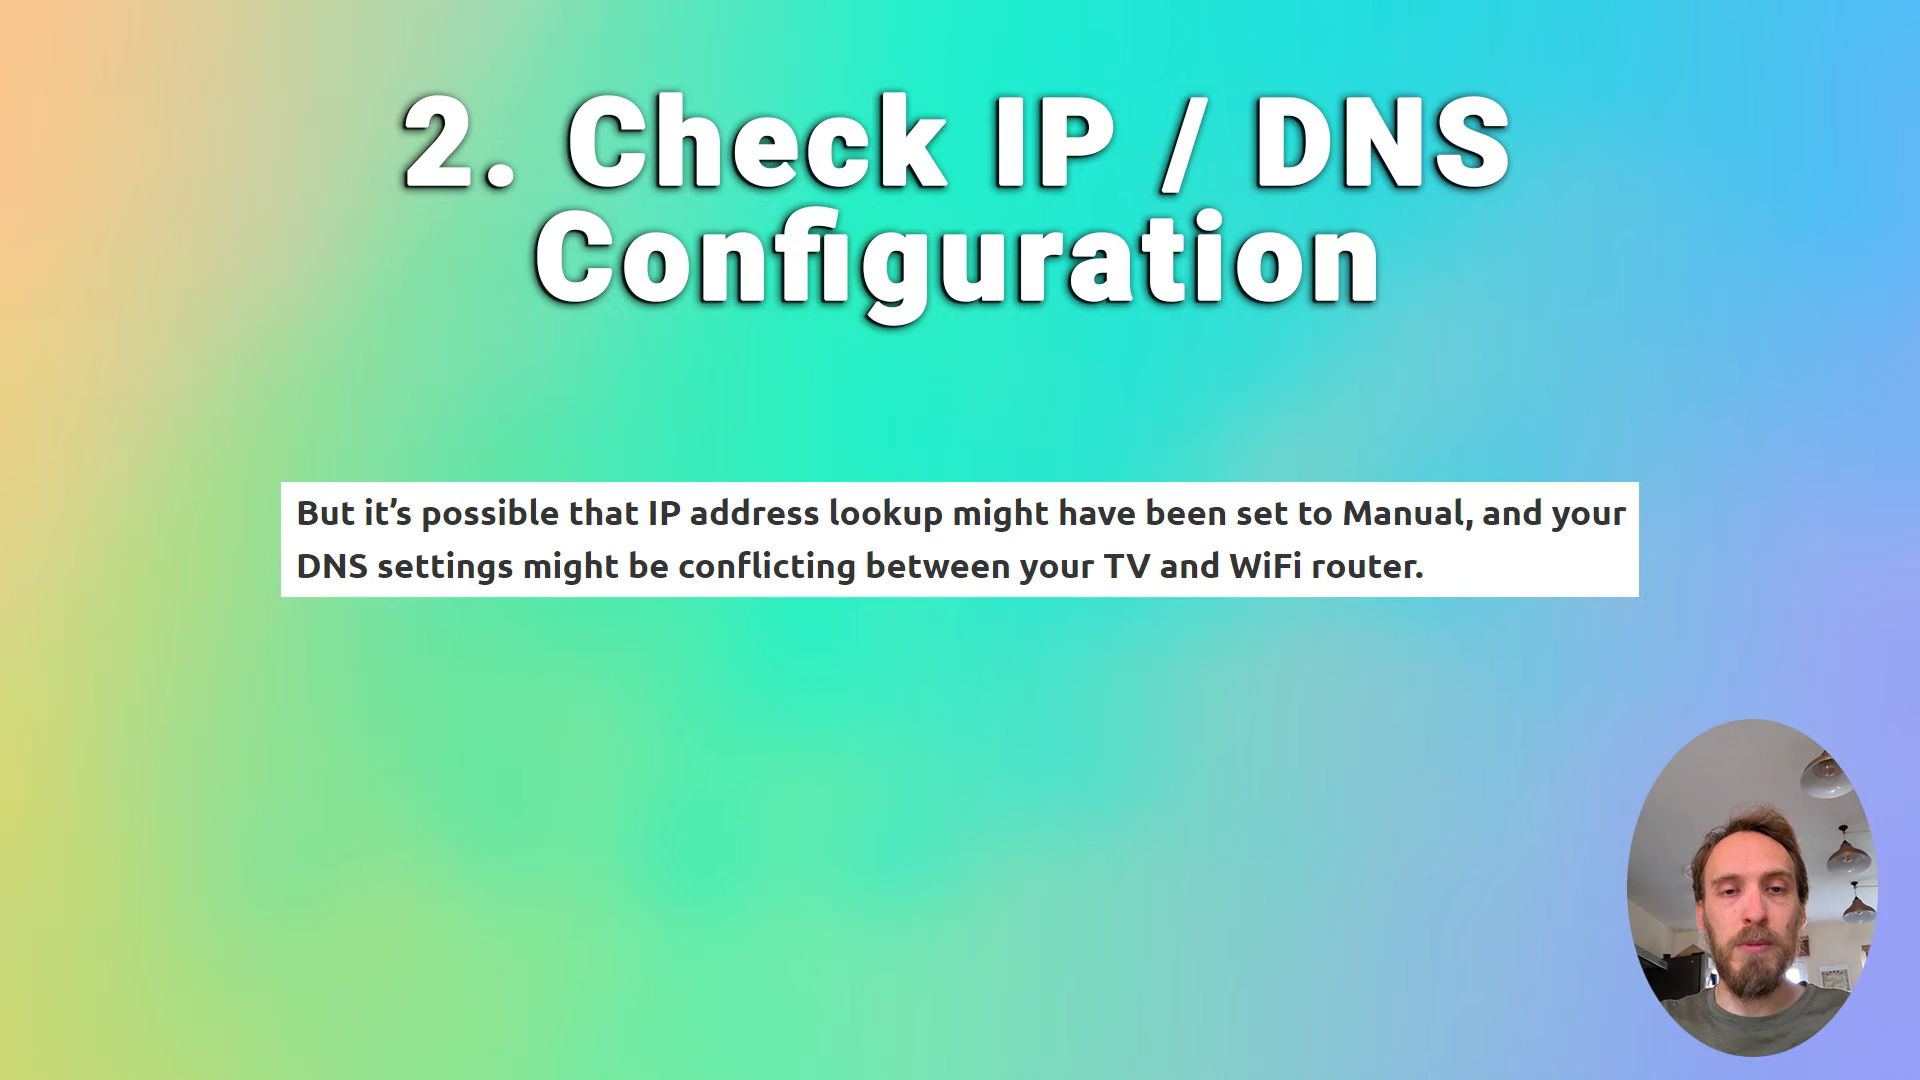 2. Check IP / DNS
Configuration
But it’s possible that IP address lookup might have been set to Manual, and your
DNS settings might be conflicting between your TV and WiFi router.